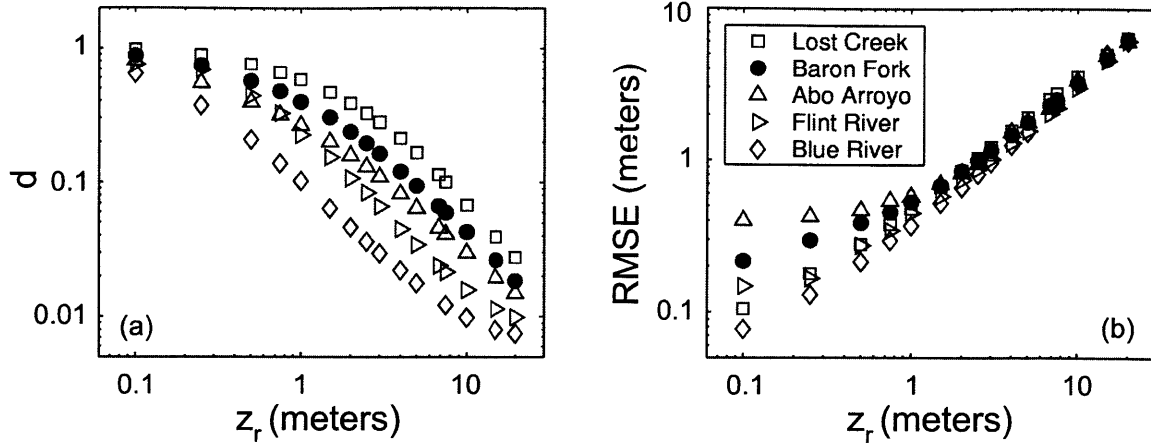 1
0.1
0.01
d
(a)
0.1
1
10
z_r (meters)
10
1
0.1
RMSE (meters)
Lost Creek
Baron Fork
Abo Arroyo
Flint River
Blue River
(b)
0.1
1
10
z_r (meters)